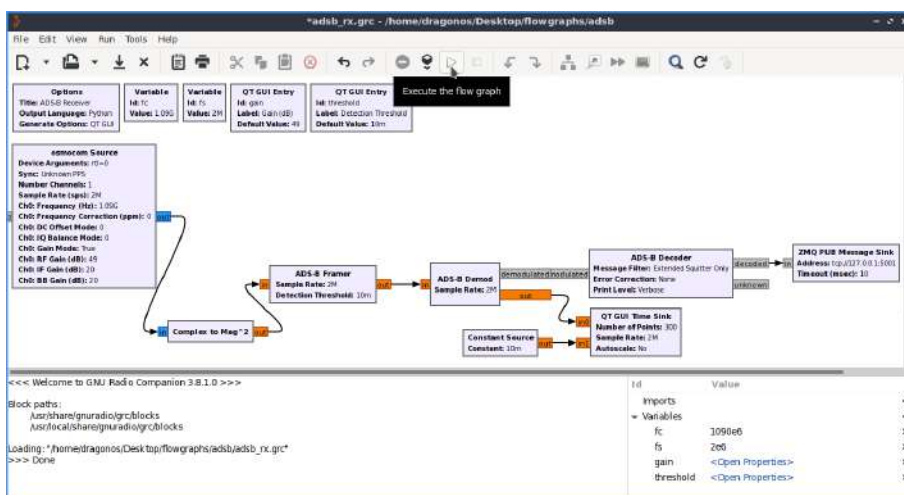 *adsb_rx.grc - /home/dragonos/Desktop/flowgraphs/adsb
File Edit View Run Tools Help
Execute the flow graph
Options
Title: ADS-B Receiver
Output Language: Python
Generate Options: QT GUI
Variable
Id: fc
Value: 1.09G
Variable
Id: fs
Value: 2M
QT GUI Entry
Id: gain
Label: Gain (dB)
Default Value: 49
QT GUI Entry
Id: threshold
Label: Detection Threshold
Default Value: 10m
osmocom Source
Device Arguments: rtl=0
Sync: Unknown PPS
Number Channels: 1
Sample Rate (sps): 2M
Ch0: Frequency (Hz): 1.09G
Ch0: Frequency Correction (ppm): 0
Ch0: DC Offset Mode: 0
Ch0: IQ Balance Mode: 0
Ch0: Gain Mode: True
Ch0: RF Gain (dB): 49
Ch0: IF Gain (dB): 20
Ch0: BB Gain (dB): 20
out
in
Complex to Mag^2
out
in
ADS-B Framer
Sample Rate: 2M
Detection Threshold: 10m
out
in
ADS-B Demod
Sample Rate: 2M
demodulated
out
ADS-B Decoder
Message Filter: Extended Squitter Only
Error Correction: None
Print Level: Verbose
decoded
unknown
in
ZMQ PUB Message Sink
Address: tcp://127.0.0.1:5001
Timeout (msec): 10
Constant Source
Constant: 10m
out
in0
in1
QT GUI Time Sink
Number of Points: 300
Sample Rate: 2M
Autoscale: No
<<< Welcome to GNU Radio Companion 3.8.1.0 >>>
Block paths:
/usr/share/gnuradio/grc/blocks
/usr/local/share/gnuradio/grc/blocks
Loading: "/home/dragonos/Desktop/flowgraphs/adsb/adsb_rx.grc"
>>> Done
Id Value
Imports
Variables
fc 1090e6
fs 2e6
gain <Open Properties>
threshold <Open Properties>